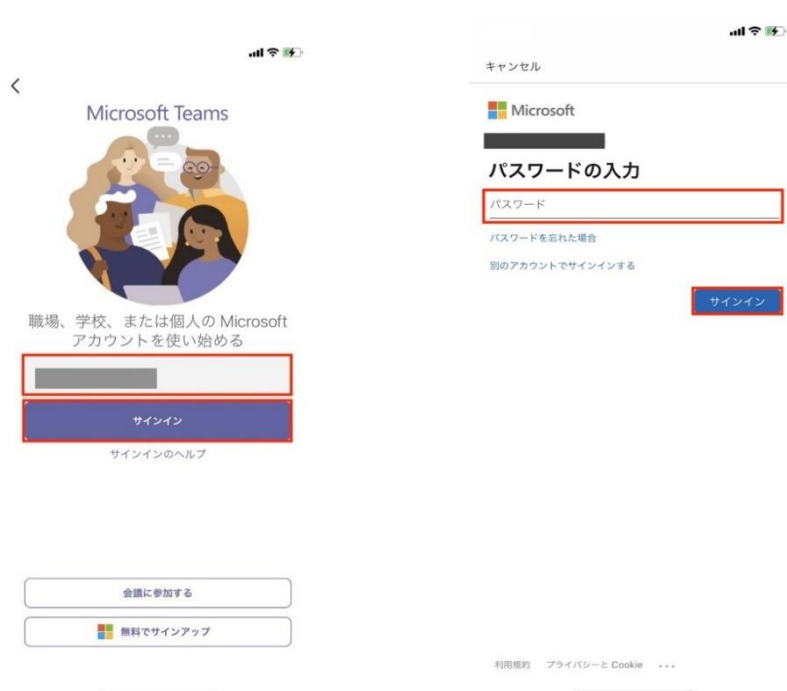 Microsoft Teams
職場、学校、または個人の Microsoft
アカウントを使い始める
サインイン
サインインのヘルプ
会議に参加する
無料でサインアップ
キャンセル
Microsoft
パスワードの入力
パスワード
パスワードを忘れた場合
別のアカウントでサインインする
サインイン
利用規約 プライバシーと Cookie ...